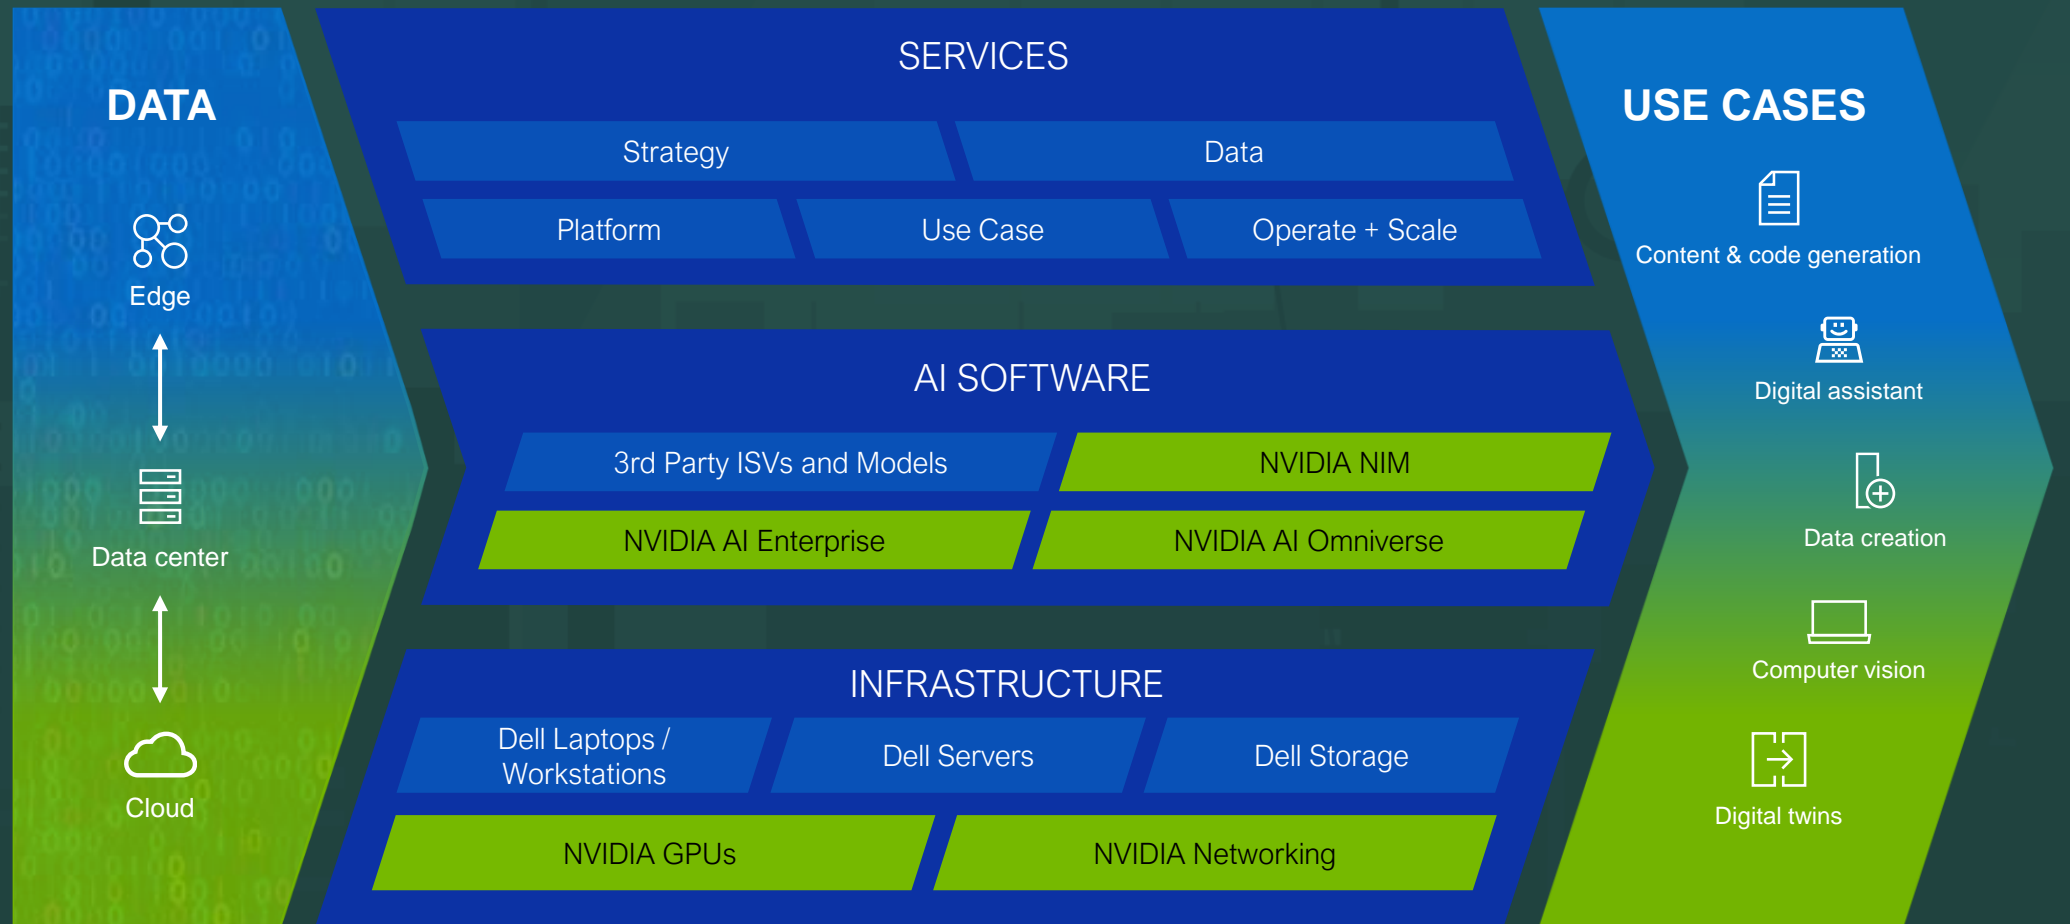 DATA
Edge
Data center
Cloud
SERVICES
Strategy
Data
Platform
Use Case
Operate + Scale
AI SOFTWARE
3rd Party ISVs and Models
NVIDIA NIM
NVIDIA AI Enterprise
NVIDIA AI Omniverse
INFRASTRUCTURE
Dell Laptops /
Workstations
Dell Servers
Dell Storage
NVIDIA GPUs
NVIDIA Networking
USE CASES
Content & code generation
Digital assistant
Data creation
Computer vision
Digital twins